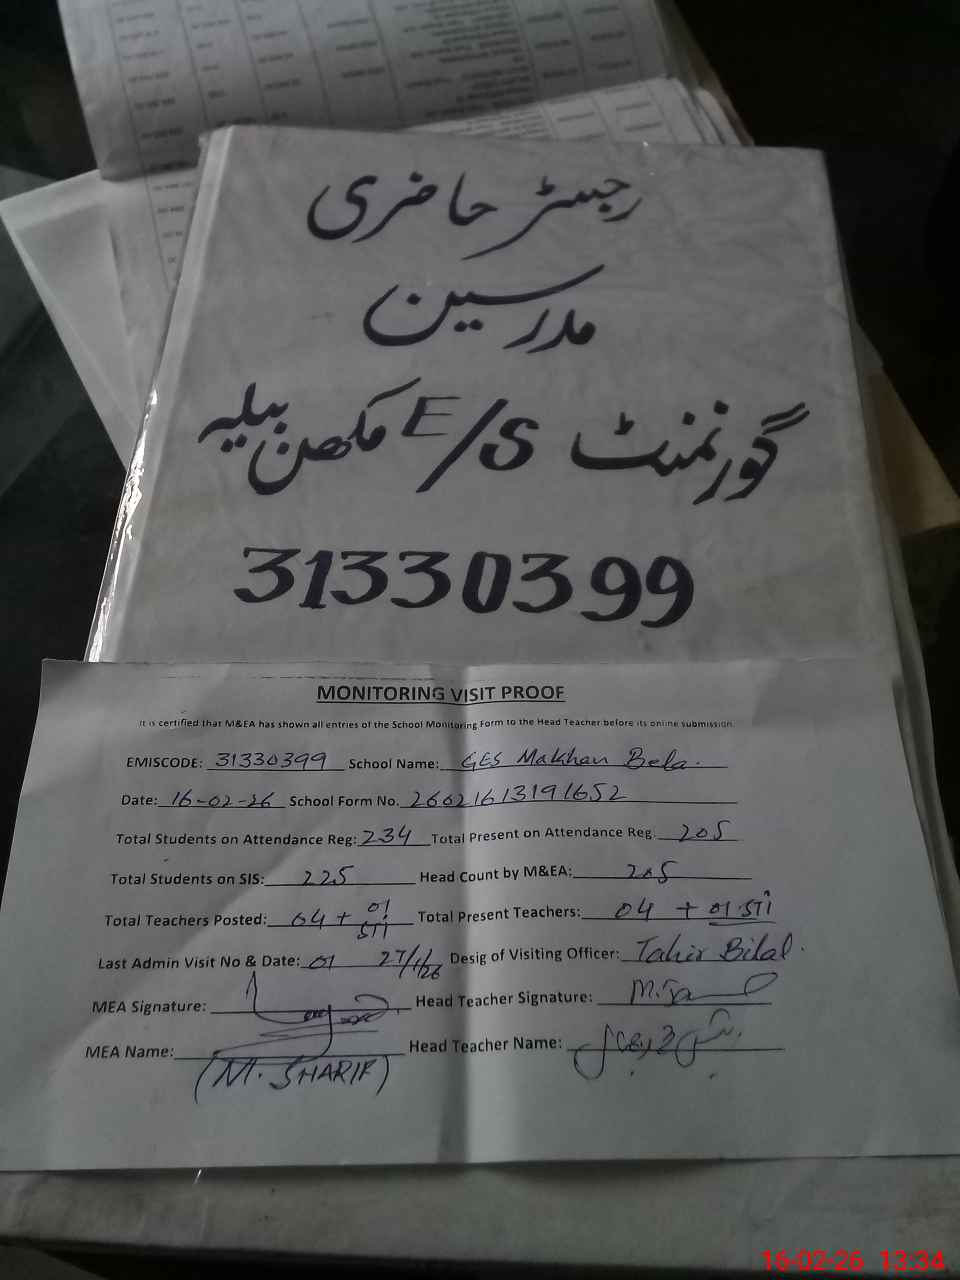 رجسٹر حاضری
مدرسین
گورنمنٹ E/S مکھن بیلہ
31330399
MONITORING VISIT PROOF
It is certified that M&EA has shown all entries of the School Monitoring Form to the Head Teacher before its online submission.
EMISCODE: 31330399 School Name: GES Makhan Bela.
Date: 16-02-26 School Form No. 26021613191652
Total Students on Attendance Reg: 234 Total Present on Attendance Reg. 205
Total Students on SIS: 225 Head Count by M&EA: 205
Total Teachers Posted: 04 + 01 STI Total Present Teachers: 04 + 01 STI
Last Admin Visit No & Date: 01 27/1/26 Desig of Visiting Officer: Tahir Bilal.
MEA Signature: Head Teacher Signature:
MEA Name: Head Teacher Name:
(M. SHARIF)
16-02-26 13:34